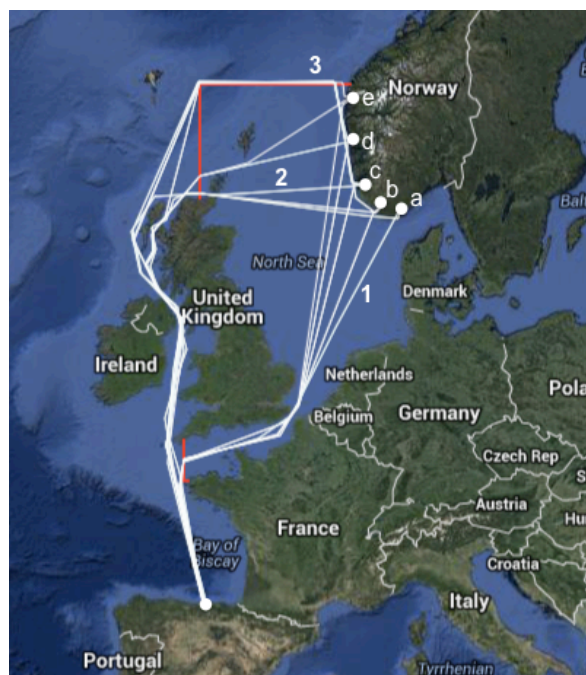 3
Norway
e
d
c
2
b
a
Balt
North Sea
1
Denmark
United
Kingdom
Ireland
Netherlands
Pola
Belgium
Germany
Czech Rep
S
Austria
Hun
France
Bay of
Biscay
Croatia
Italy
Portugal
Tyrrhenian